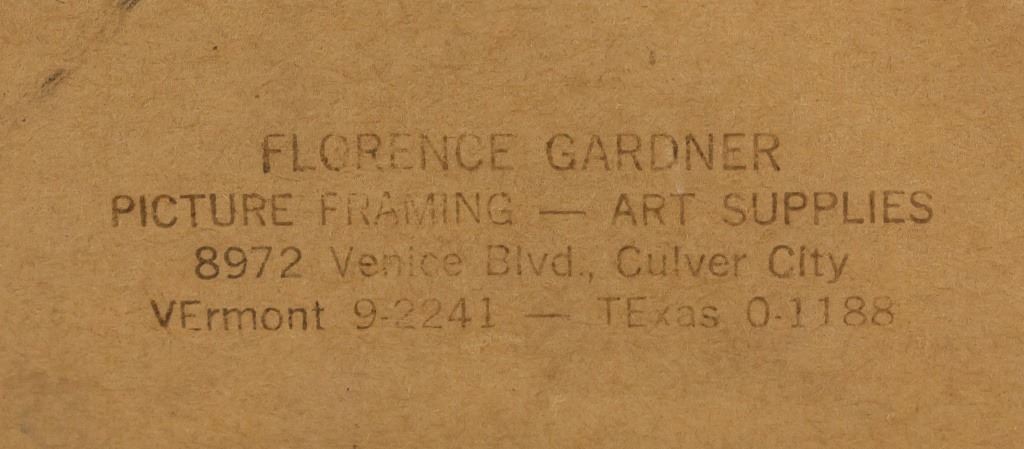 FLORENCE GARDNER
PICTURE FRAMING — ART SUPPLIES
8972 Venice Blvd., Culver City
VErmont 9-2241 — TExas 0-1188